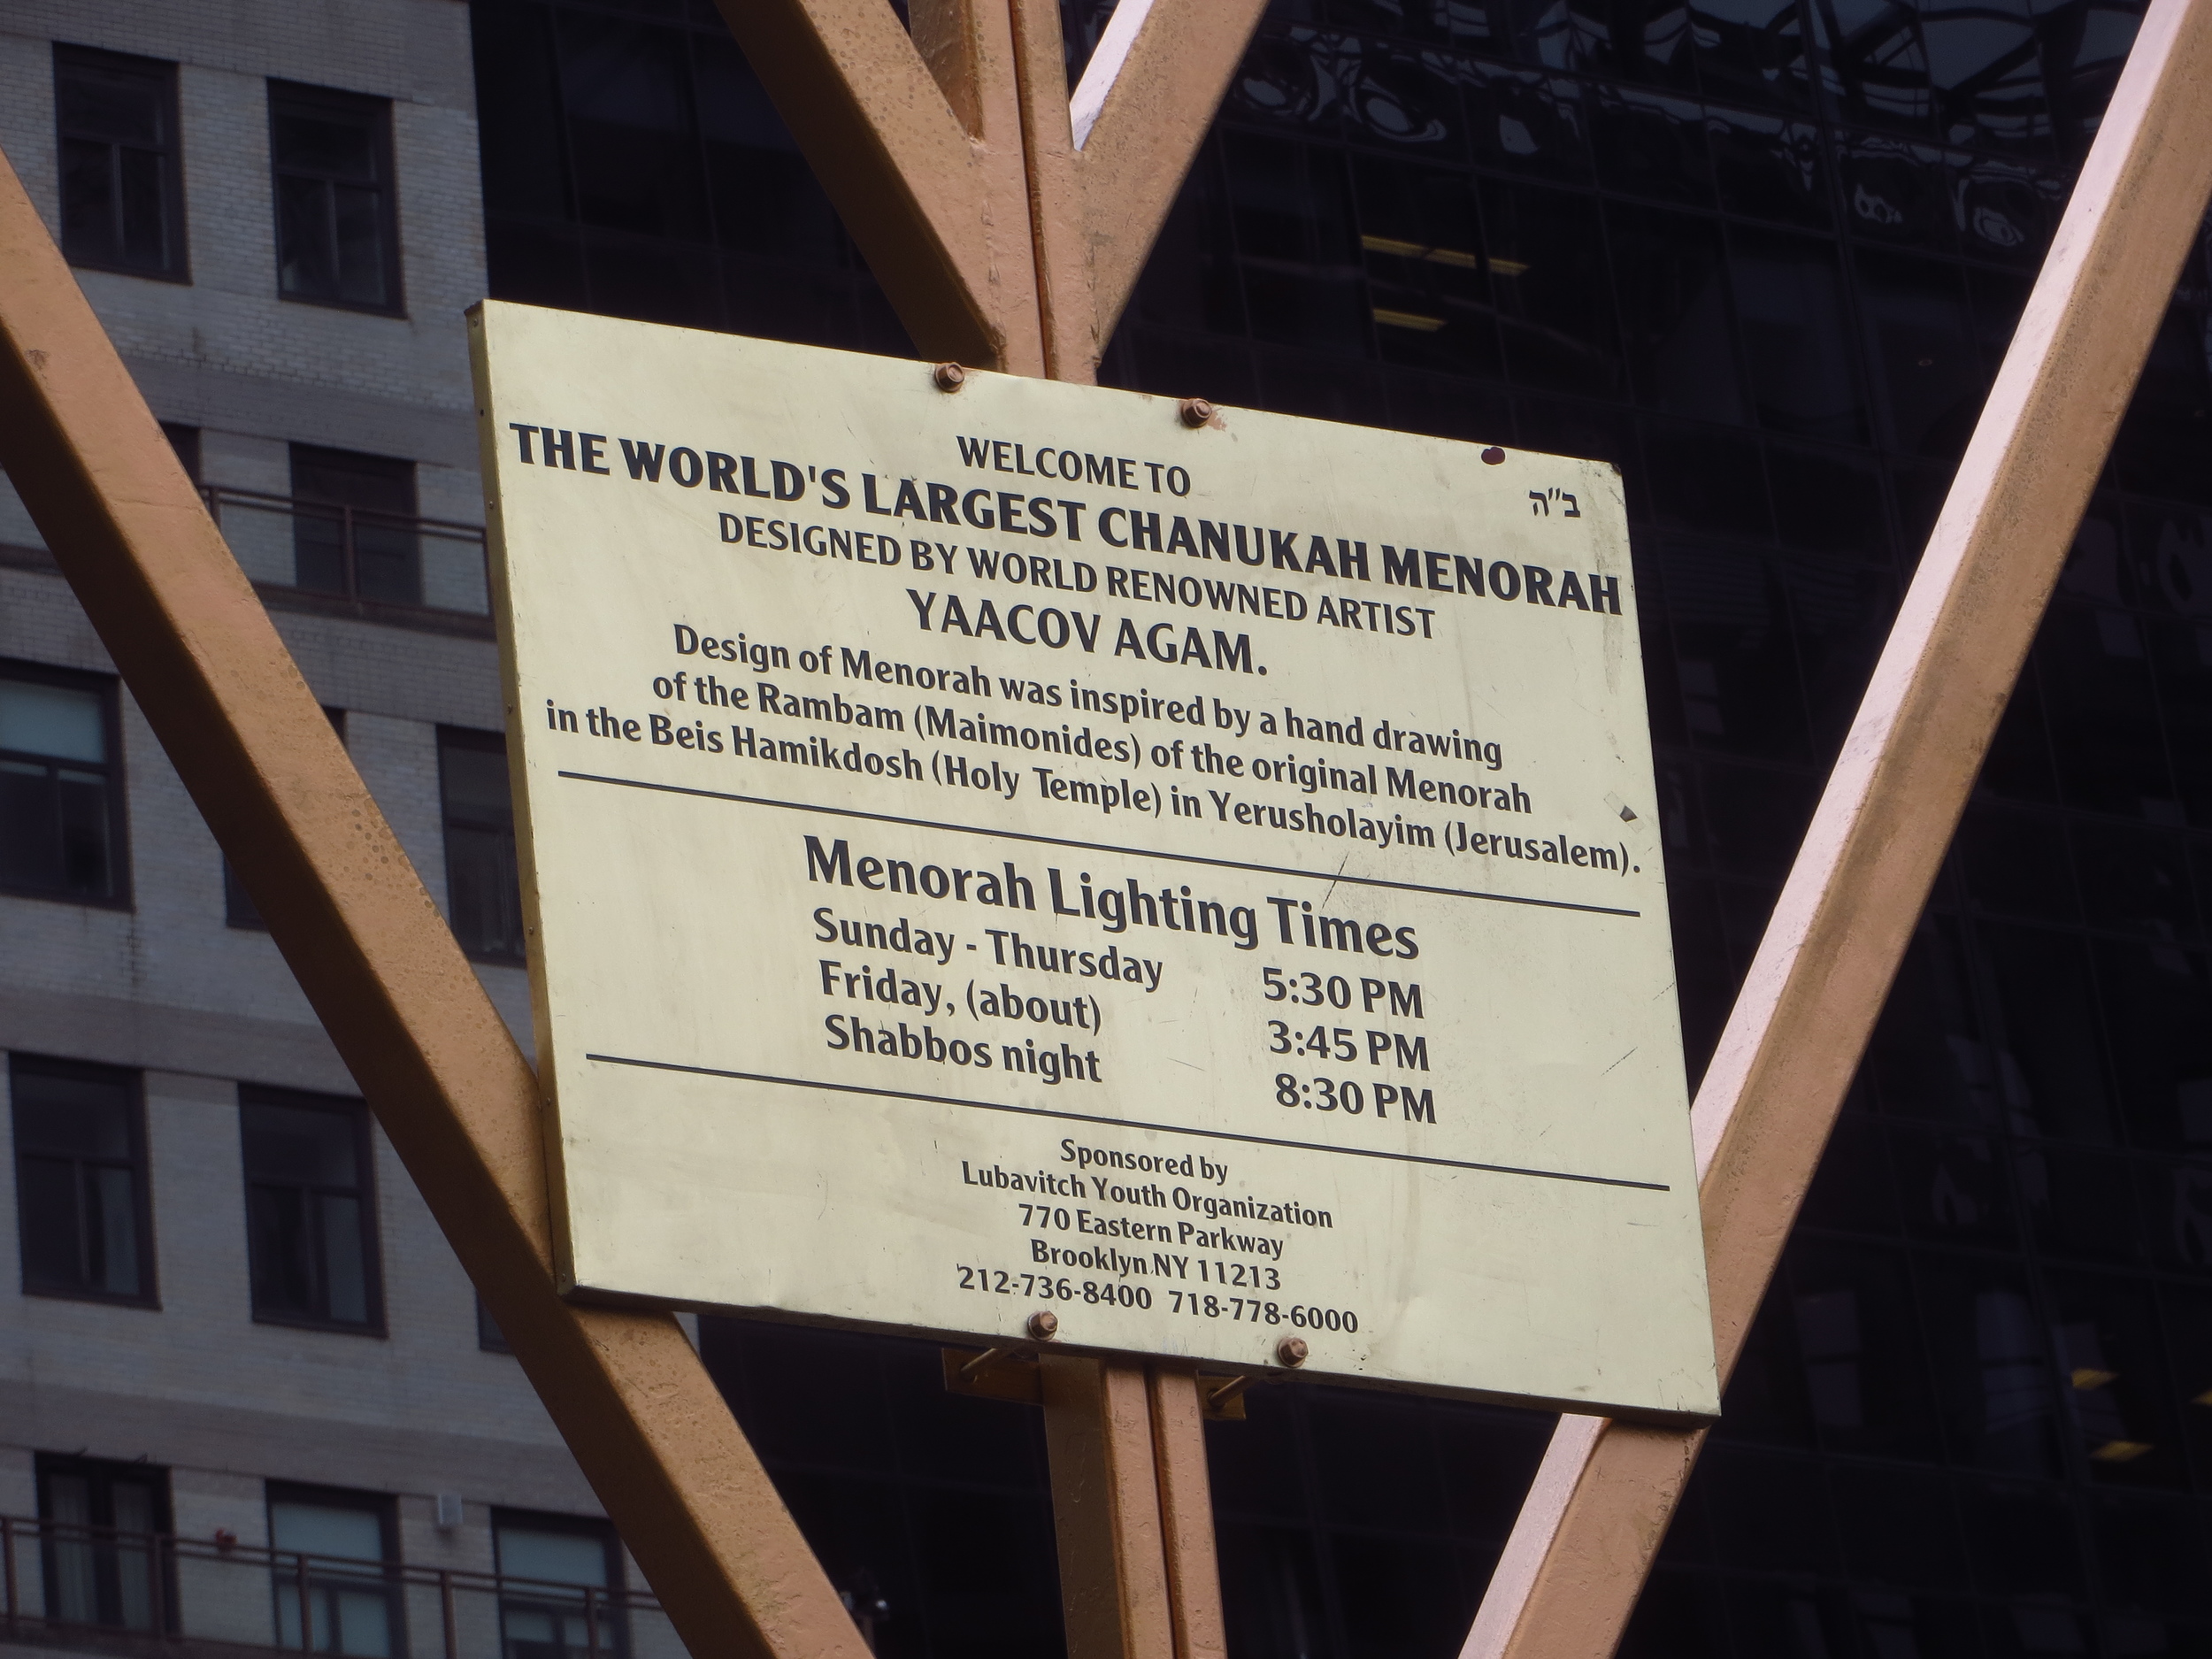 ב"ה
WELCOME TO
THE WORLD'S LARGEST CHANUKAH MENORAH
DESIGNED BY WORLD RENOWNED ARTIST
YAACOV AGAM.
Design of Menorah was inspired by a hand drawing
of the Rambam (Maimonides) of the original Menorah
in the Beis Hamikdosh (Holy Temple) in Yerusholayim (Jerusalem).
Menorah Lighting Times
Sunday - Thursday 5:30 PM
Friday, (about) 3:45 PM
Shabbos night 8:30 PM
Sponsored by
Lubavitch Youth Organization
770 Eastern Parkway
Brooklyn NY 11213
212-736-8400 718-778-6000